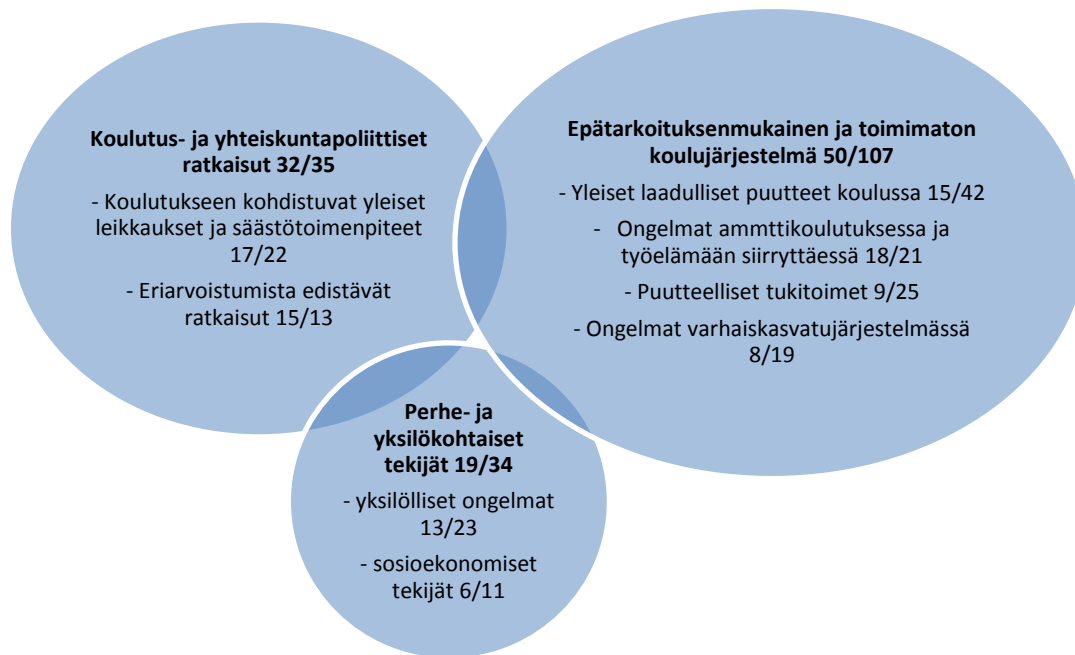 Koulutus- ja yhteiskuntapoliittiset
ratkaisut 32/35
- Koulutukseen kohdistuvat yleiset
leikkaukset ja säästötoimenpiteet
17/22
- Eriarvoistumista edistävät
ratkaisut 15/13
Epätarkoituksenmukainen ja toimimaton
koulujärjestelmä 50/107
- Yleiset laadulliset puutteet koulussa 15/42
- Ongelmat ammttikoulutuksessa ja
työelämään siirryttäessä 18/21
- Puutteelliset tukitoimet 9/25
- Ongelmat varhaiskasvatujärjestelmässä
8/19
Perhe- ja
yksilökohtaiset
tekijät 19/34
- yksilölliset ongelmat
13/23
- sosioekonomiset
tekijät 6/11